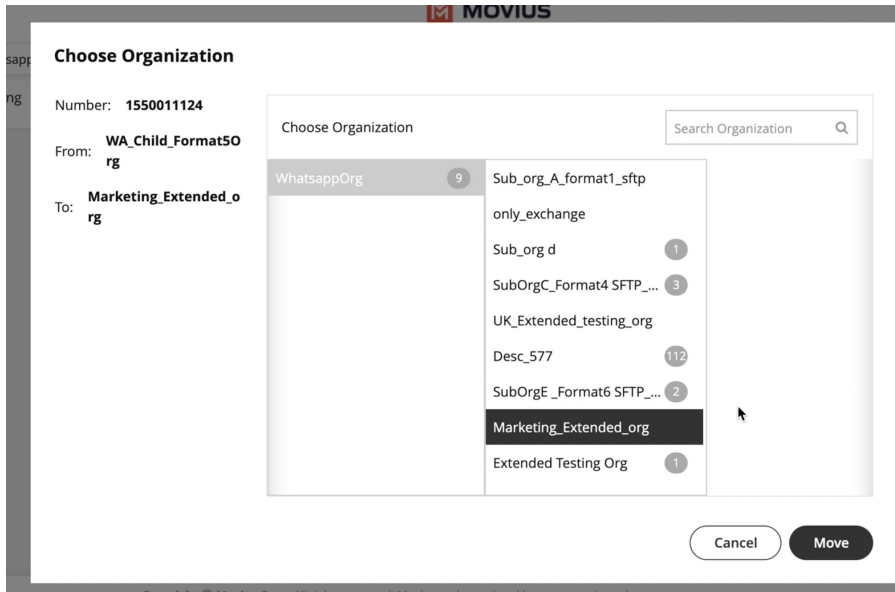 MOVIUS
sapp
ng
Choose Organization
Number: 1550011124
From: WA_Child_Format5O
rg
To: Marketing_Extended_o
rg
Choose Organization
Search Organization
WhatsappOrg 9
Sub_org_A_format1_sftp
only_exchange
Sub_org d 1
SubOrgC_Format4 SFTP_... 3
UK_Extended_testing_org
Desc_577 112
SubOrgE _Format6 SFTP_... 2
Marketing_Extended_org
Extended Testing Org 1
Cancel
Move